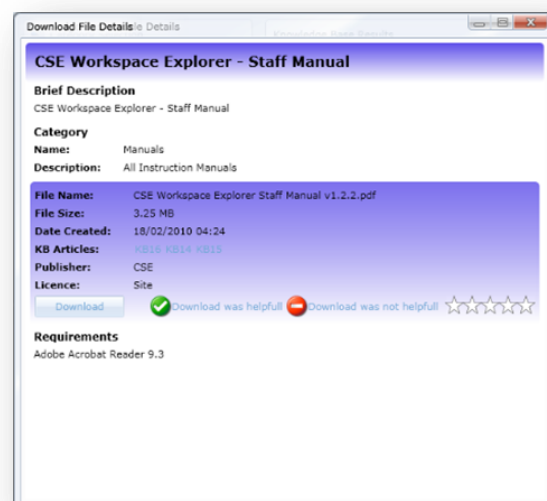 Download File Details
CSE Workspace Explorer - Staff Manual
Brief Description
CSE Workspace Explorer - Staff Manual
Category
Name: Manuals
Description: All Instruction Manuals
File Name: CSE Workspace Explorer Staff Manual v1.2.2.pdf
File Size: 3.25 MB
Date Created: 18/02/2010 04:24
KB Articles: KB16 KB14 KB15
Publisher: CSE
Licence: Site
Download Download was helpfull Download was not helpfull
Requirements
Adobe Acrobat Reader 9.3